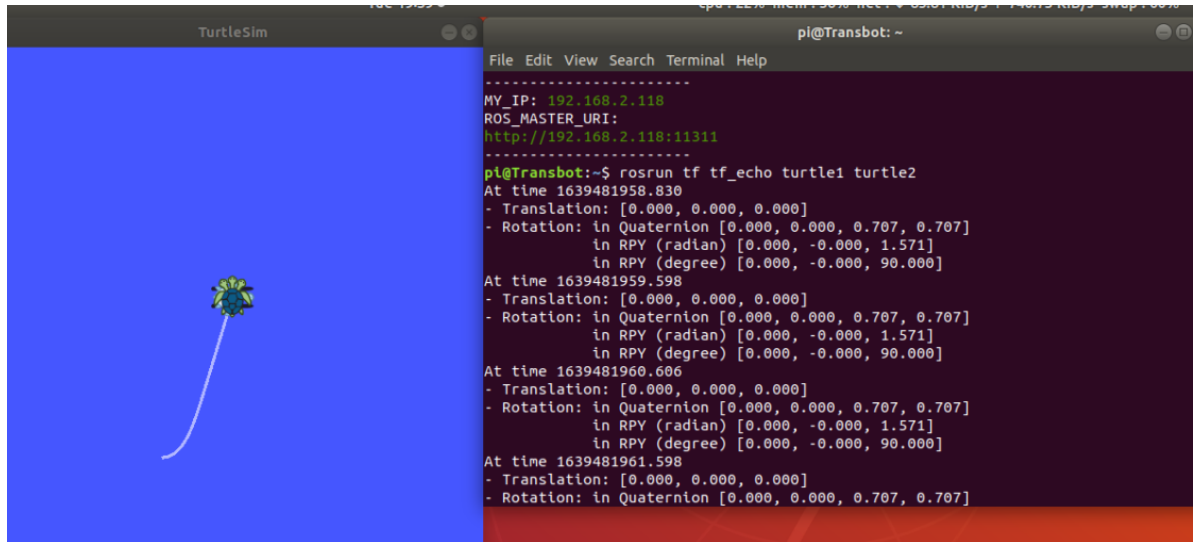 TurtleSim
pi@Transbot: ~
File Edit View Search Terminal Help
------------------------
MY_IP: 192.168.2.118
ROS_MASTER_URI:
http://192.168.2.118:11311
------------------------
pi@Transbot:~$ rosrun tf tf_echo turtle1 turtle2
At time 1639481958.830
- Translation: [0.000, 0.000, 0.000]
- Rotation: in Quaternion [0.000, 0.000, 0.707, 0.707]
            in RPY (radian) [0.000, -0.000, 1.571]
            in RPY (degree) [0.000, -0.000, 90.000]
At time 1639481959.598
- Translation: [0.000, 0.000, 0.000]
- Rotation: in Quaternion [0.000, 0.000, 0.707, 0.707]
            in RPY (radian) [0.000, -0.000, 1.571]
            in RPY (degree) [0.000, -0.000, 90.000]
At time 1639481960.606
- Translation: [0.000, 0.000, 0.000]
- Rotation: in Quaternion [0.000, 0.000, 0.707, 0.707]
            in RPY (radian) [0.000, -0.000, 1.571]
            in RPY (degree) [0.000, -0.000, 90.000]
At time 1639481961.598
- Translation: [0.000, 0.000, 0.000]
- Rotation: in Quaternion [0.000, 0.000, 0.707, 0.707]